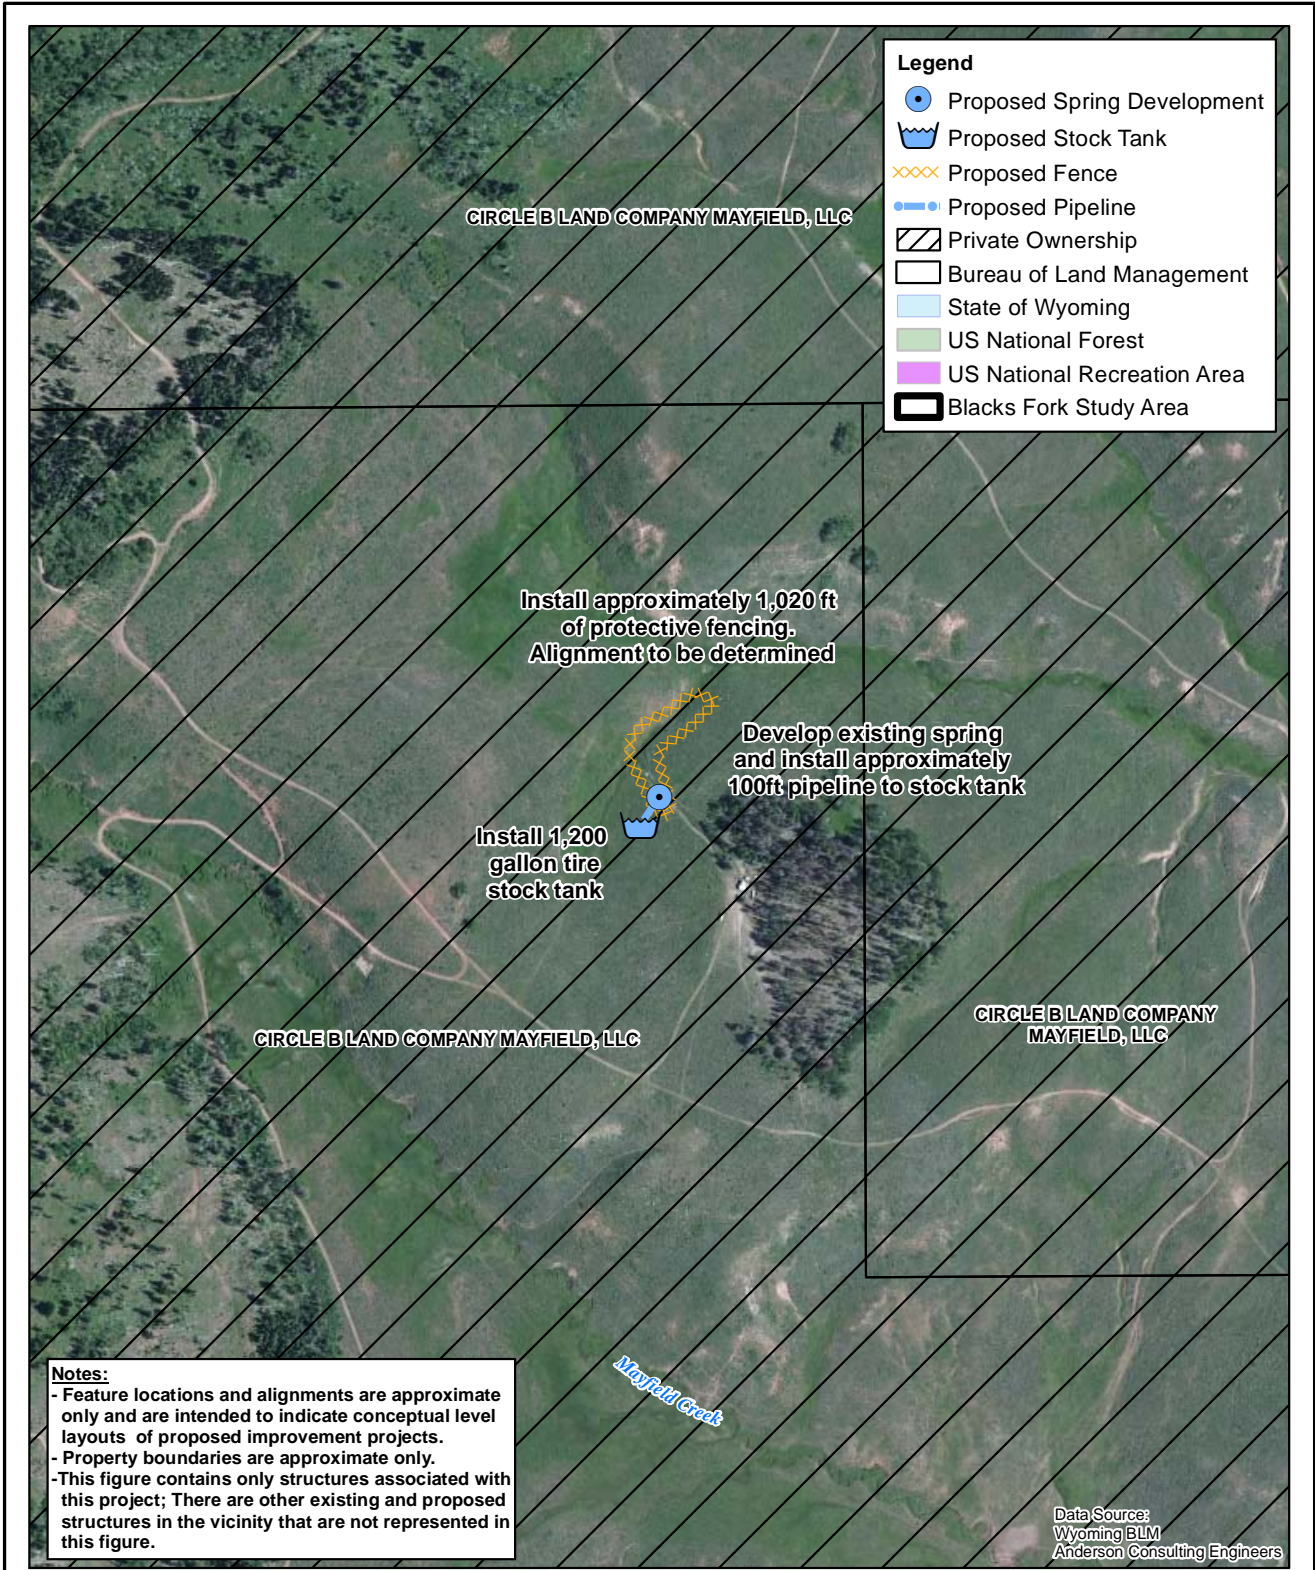 Legend
Proposed Spring Development
Proposed Stock Tank
Proposed Fence
Proposed Pipeline
Private Ownership
Bureau of Land Management
State of Wyoming
US National Forest
US National Recreation Area
Blacks Fork Study Area
CIRCLE B LAND COMPANY MAYFIELD, LLC
Install approximately 1,020 ft
of protective fencing.
Alignment to be determined
Develop existing spring
and install approximately
100ft pipeline to stock tank
Install 1,200
gallon tire
stock tank
CIRCLE B LAND COMPANY MAYFIELD, LLC
CIRCLE B LAND COMPANY
MAYFIELD, LLC
Mayfield Creek
Notes:
- Feature locations and alignments are approximate
only and are intended to indicate conceptual level
layouts of proposed improvement projects.
- Property boundaries are approximate only.
-This figure contains only structures associated with
this project; There are other existing and proposed
structures in the vicinity that are not represented in
this figure.
Data Source:
Wyoming BLM
Anderson Consulting Engineers